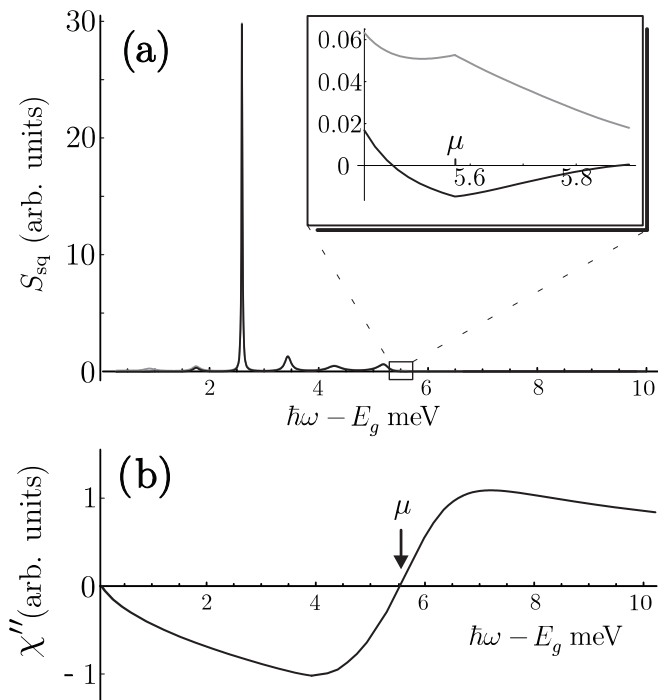 (a)
S_sq (arb. units)
30
20
10
0
2 4 6 8 10
ħω − E_g meV
0.06
0.04
0.02
0
μ
5.6 5.8
(b)
χ″(arb. units)
1
0
- 1
μ
2 4 6 8 10
ħω − E_g meV